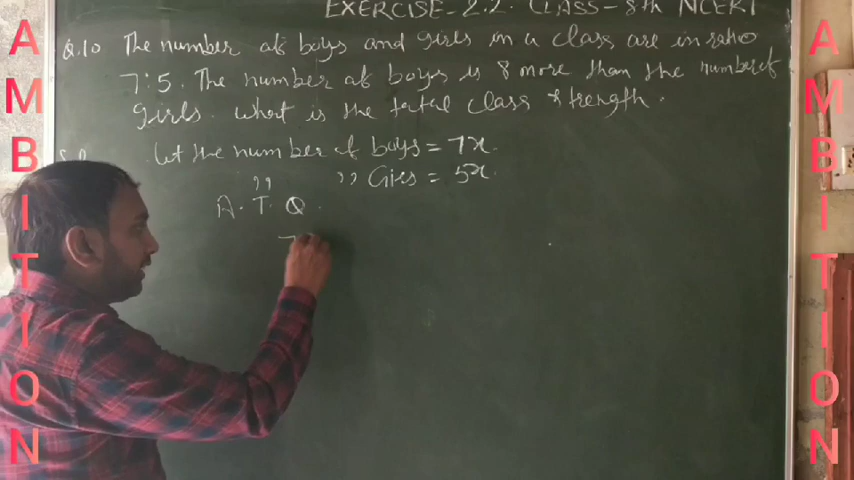 AMBITION
EXERCISE-2.2. CLASS-8th NCERT
Q.10 The number of boys and girls in a class are in ratio
7:5. The number of boys is 8 more than the number of
girls. What is the total class strength.
let the number of boys = 7x.
,, ,, Girls = 5x.
A.T.Q.
7
AMBITION